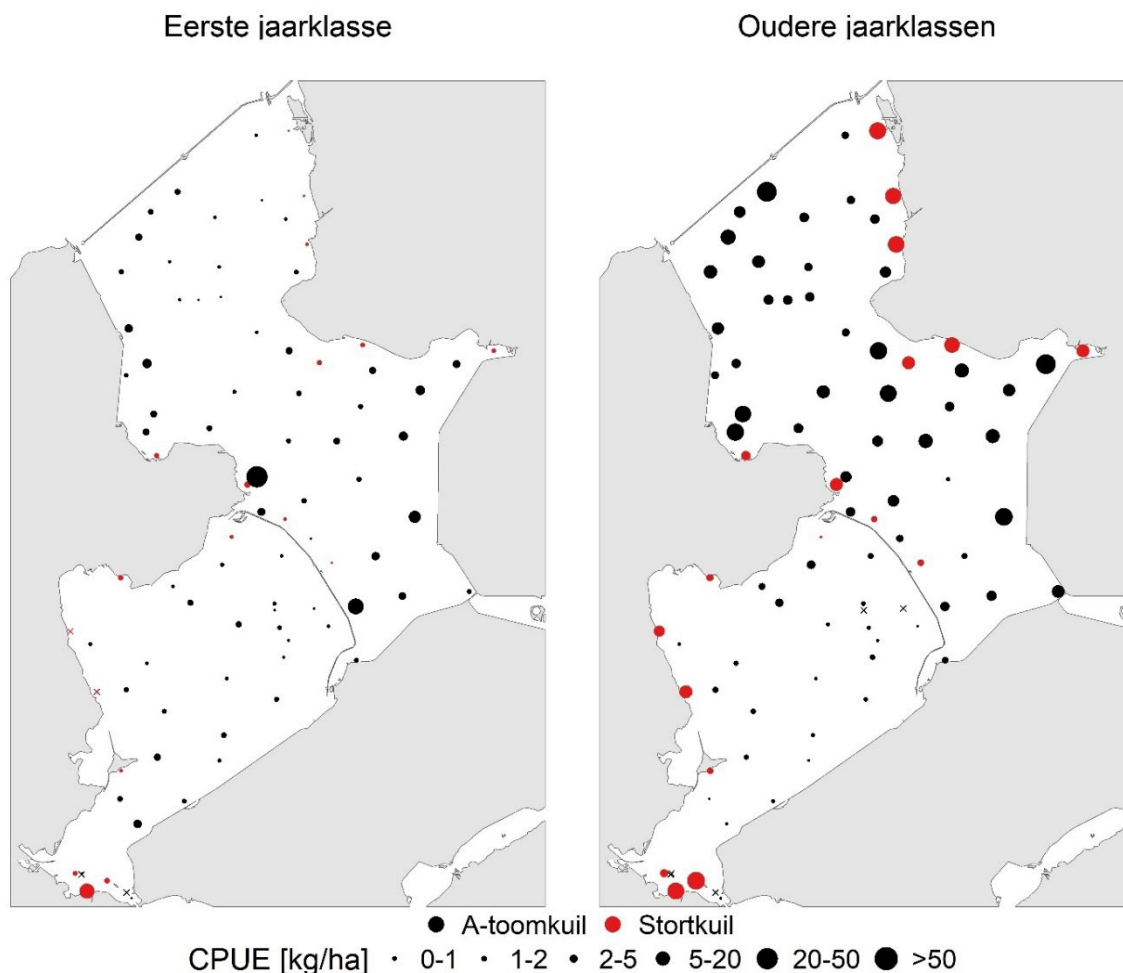 Eerste jaarklasse
Oudere jaarklassen
A-toomkuil Stortkuil
CPUE [kg/ha] 0-1 1-2 2-5 5-20 20-50 >50